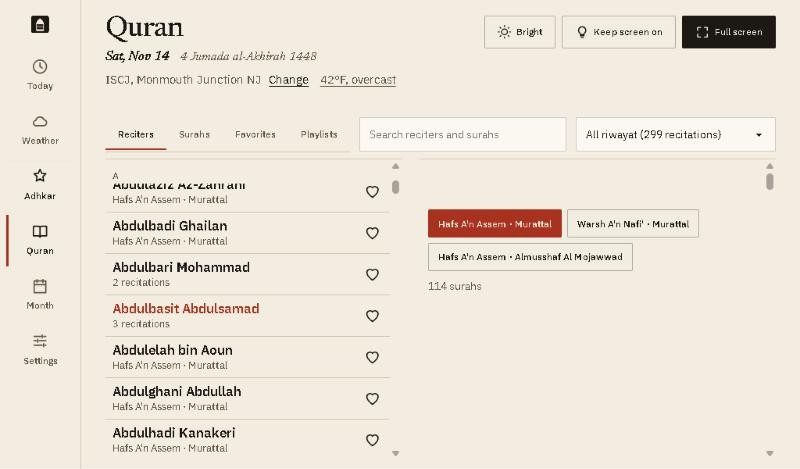 Quran
Sat, Nov 14 4 Jumada al-Akhirah 1448
ISCJ, Monmouth Junction NJ Change 42°F, overcast
Bright
Keep screen on
Full screen
Today
Weather
Adhkar
Quran
Month
Settings
Reciters Surahs Favorites Playlists
Search reciters and surahs
All riwayat (299 recitations)
A
Abdulaziz Az-Zahrani
Hafs A'n Assem · Murattal
Abdulbadi Ghailan
Hafs A'n Assem · Murattal
Abdulbari Mohammad
2 recitations
Abdulbasit Abdulsamad
3 recitations
Abdulelah bin Aoun
Hafs A'n Assem · Murattal
Abdulghani Abdullah
Hafs A'n Assem · Murattal
Abdulhadi Kanakeri
Hafs A'n Assem · Murattal
Hafs A'n Assem · Murattal
Warsh A'n Nafi' · Murattal
Hafs A'n Assem · Almusshaf Al Mojawwad
114 surahs